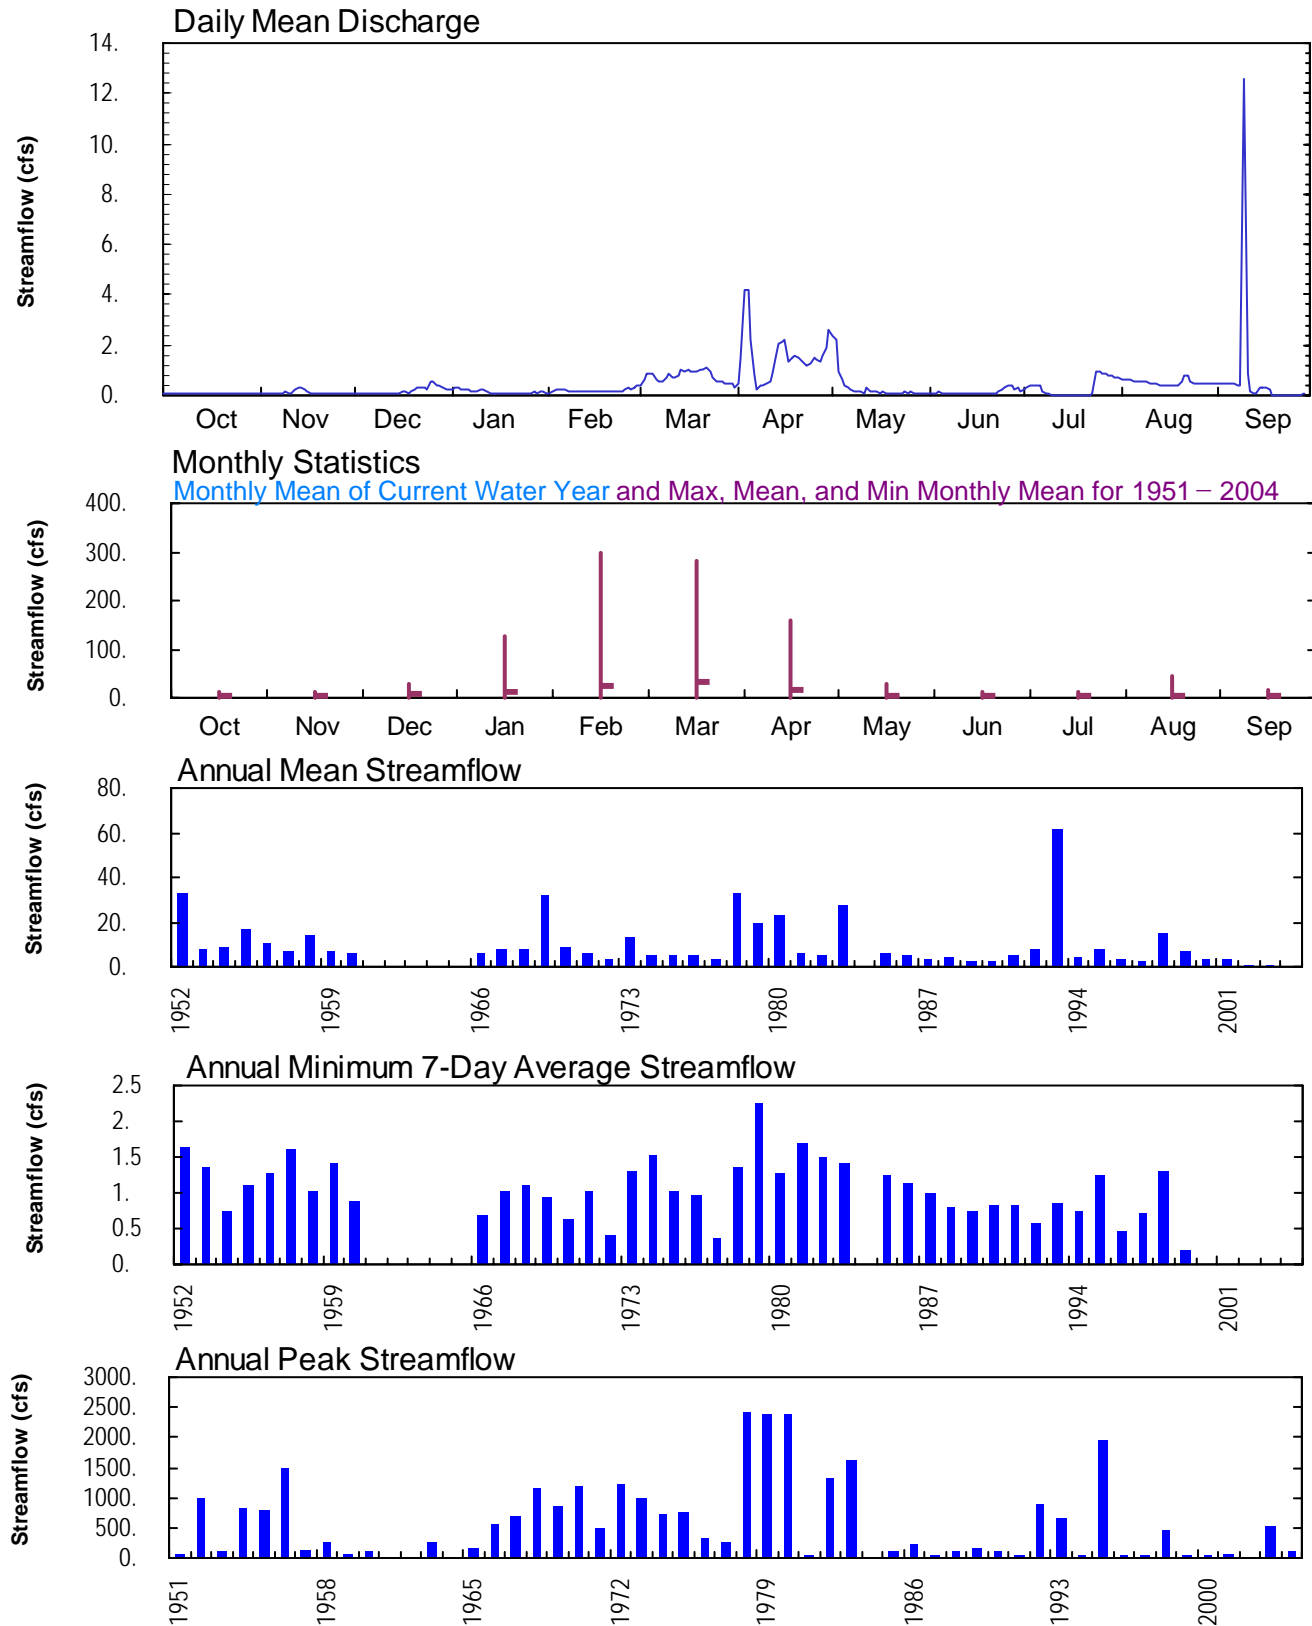 Daily Mean Discharge
Streamflow (cfs)
14.
12.
10.
8.
6.
4.
2.
0.
Oct Nov Dec Jan Feb Mar Apr May Jun Jul Aug Sep
Monthly Statistics
Monthly Mean of Current Water Year and Max, Mean, and Min Monthly Mean for 1951 – 2004
Streamflow (cfs)
400.
300.
200.
100.
0.
Oct Nov Dec Jan Feb Mar Apr May Jun Jul Aug Sep
Annual Mean Streamflow
Streamflow (cfs)
80.
60.
40.
20.
0.
1952 1959 1966 1973 1980 1987 1994 2001
Annual Minimum 7-Day Average Streamflow
Streamflow (cfs)
2.5
2.
1.5
1.
0.5
0.
1952 1959 1966 1973 1980 1987 1994 2001
Annual Peak Streamflow
Streamflow (cfs)
3000.
2500.
2000.
1500.
1000.
500.
0.
1951 1958 1965 1972 1979 1986 1993 2000